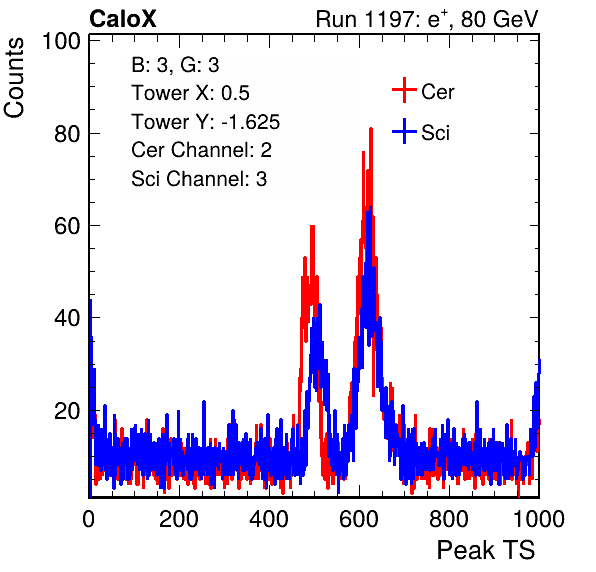 CaloX Run 1197: e⁺, 80 GeV
Counts
100
80
60
40
20
B: 3, G: 3
Tower X: 0.5
Tower Y: -1.625
Cer Channel: 2
Sci Channel: 3
Cer
Sci
0 200 400 600 800 1000
Peak TS